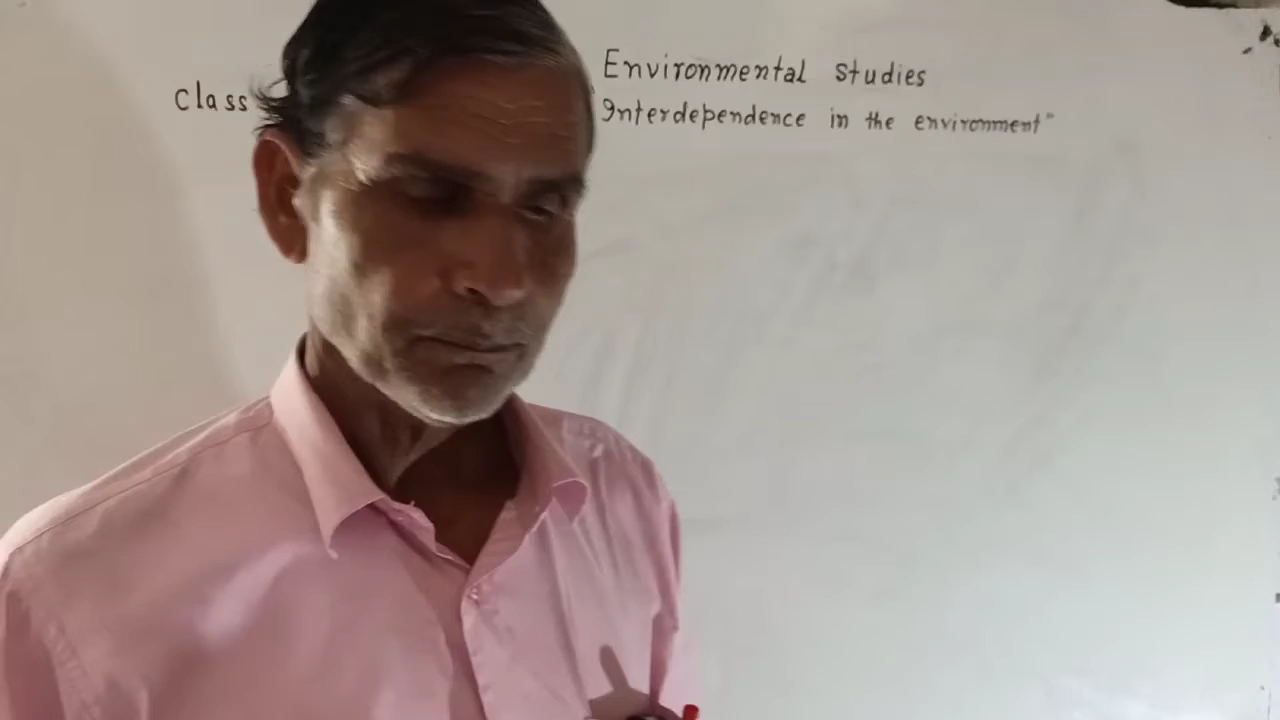 Class
Environmental Studies
Interdependence in the environment"